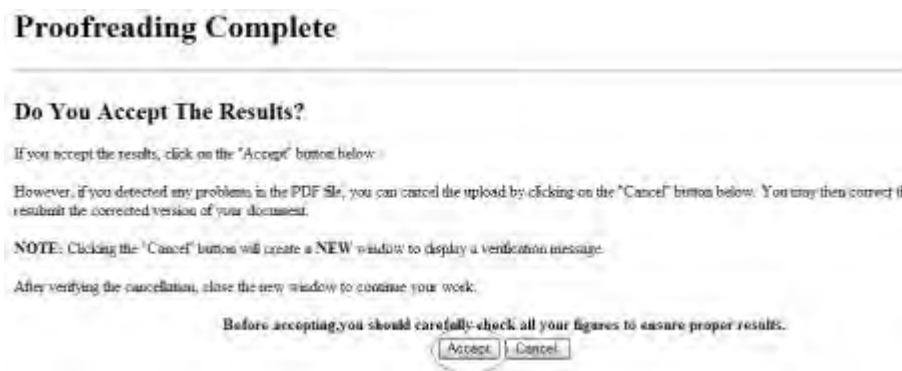 Proofreading Complete
Do You Accept The Results?
If you accept the results, click on the "Accept" button below
However, if you detected any problems in the PDF file, you can cancel the upload by clicking on the "Cancel" button below. You may then correct th
resubmit the corrected version of your document.
NOTE: Clicking the "Cancel" button will create a NEW window to display a verification message.
After verifying the cancellation, close the new window to continue your work.
Before accepting,you should carefully check all your figures to ensure proper results.
Accept Cancel